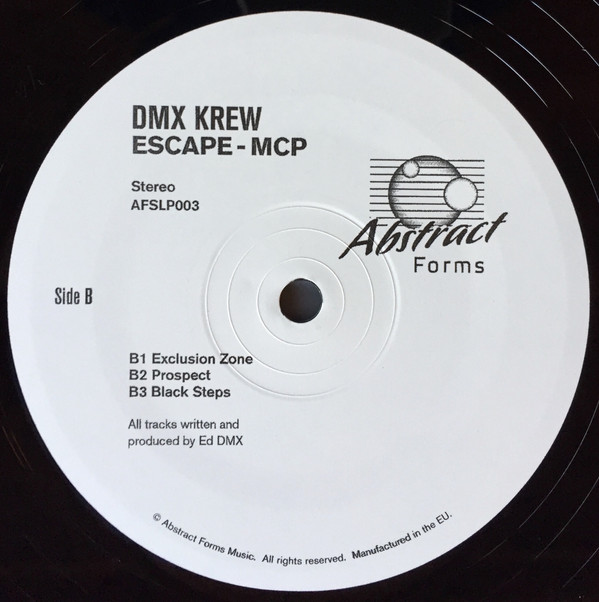 DMX KREW
ESCAPE - MCP
Stereo
AFSLP003
Abstract
Forms
Side B
B1 Exclusion Zone
B2 Prospect
B3 Black Steps
All tracks written and
produced by Ed DMX
© Abstract Forms Music. All rights reserved. Manufactured in the EU.